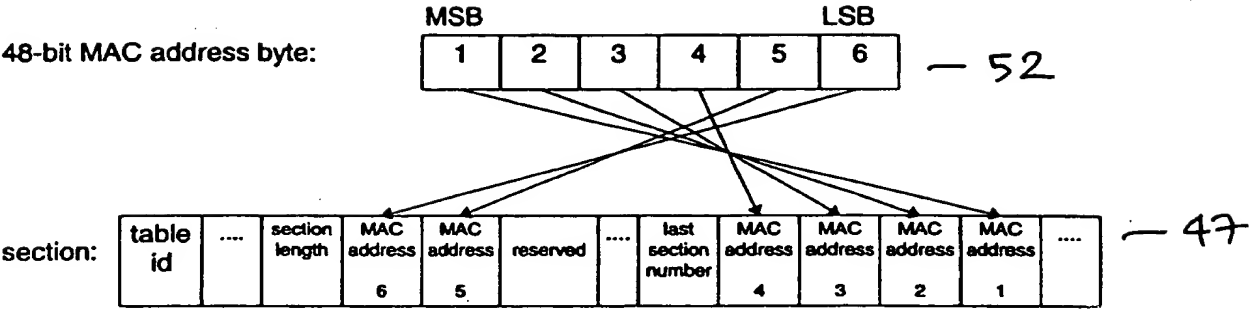 MSB LSB
48-bit MAC address byte: 1 2 3 4 5 6 — 52
section: table id .... section length MAC address 6 MAC address 5 reserved .... last section number MAC address 4 MAC address 3 MAC address 2 MAC address 1 .... — 47